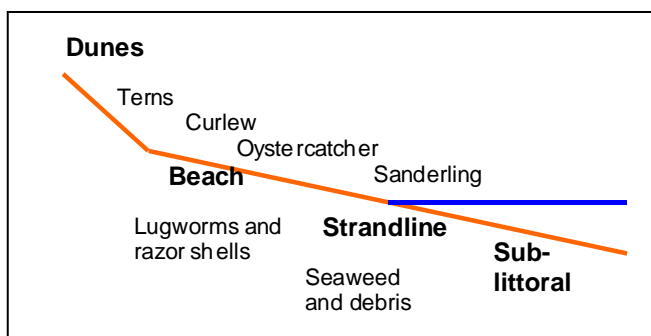 Dunes
Terns
Curlew
Oystercatcher
Sanderling
Beach
Lugworms and
razor shells
Strandline
Seaweed
and debris
Sub-
littoral